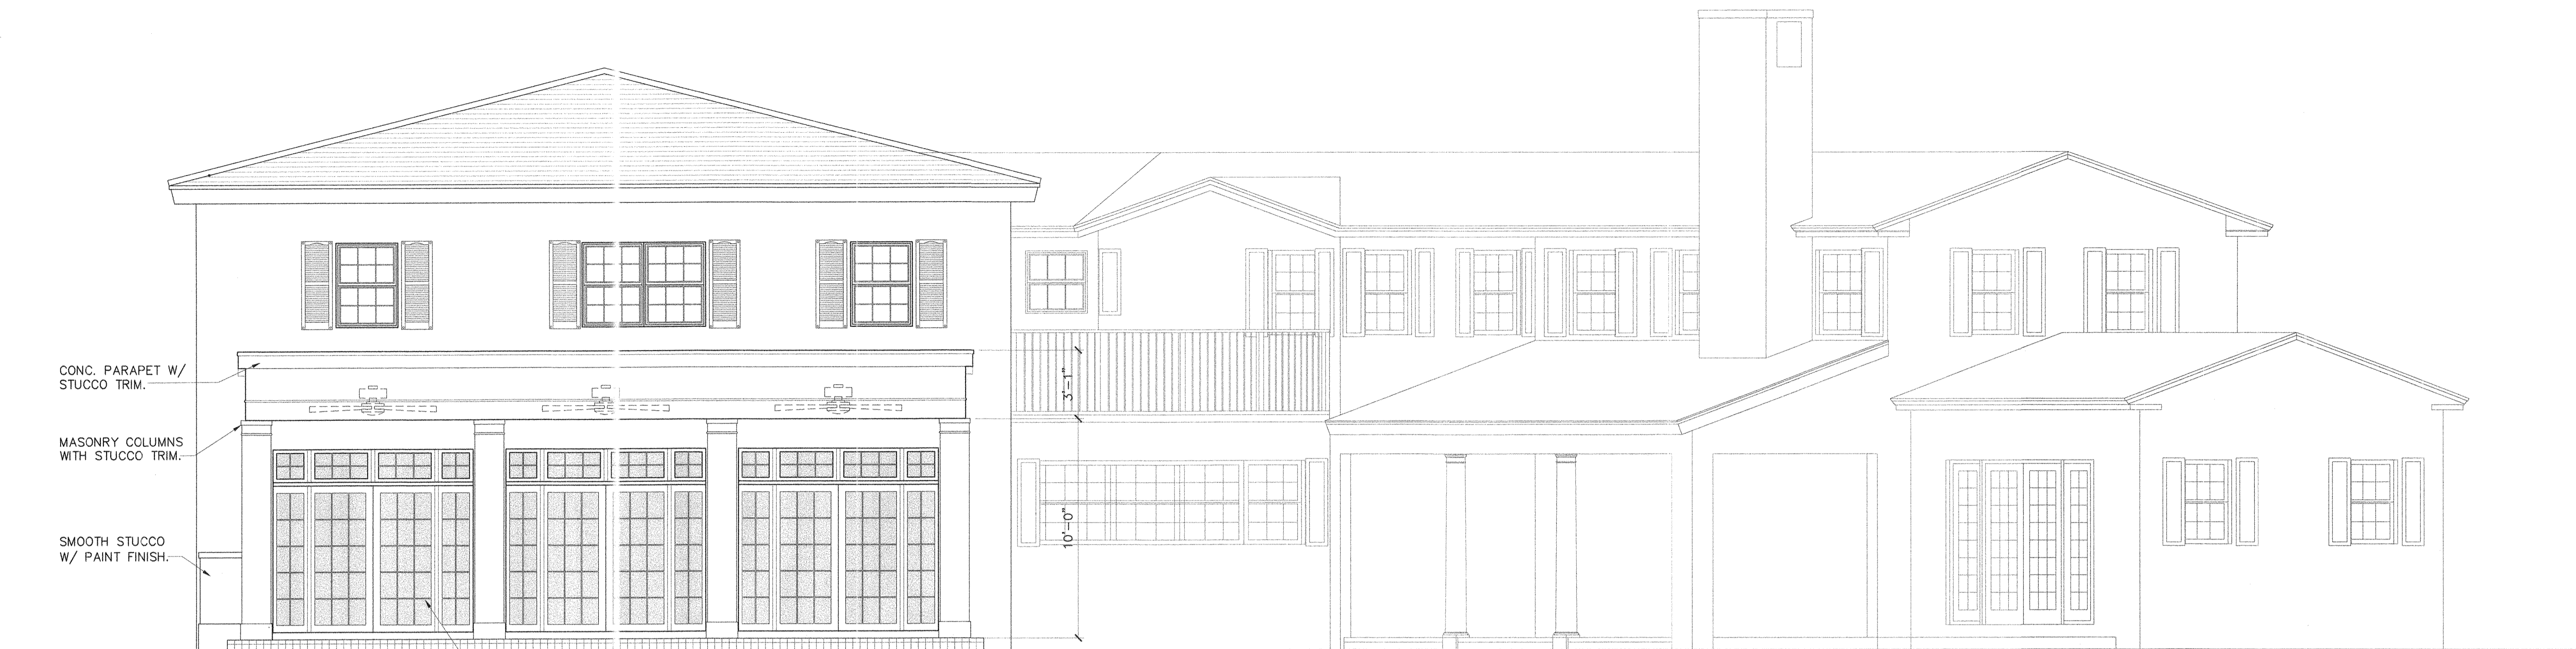 CONC. PARAPET W/
STUCCO TRIM.
MASONRY COLUMNS
WITH STUCCO TRIM.
SMOOTH STUCCO
W/ PAINT FINISH.
3'-1"
10'-0"